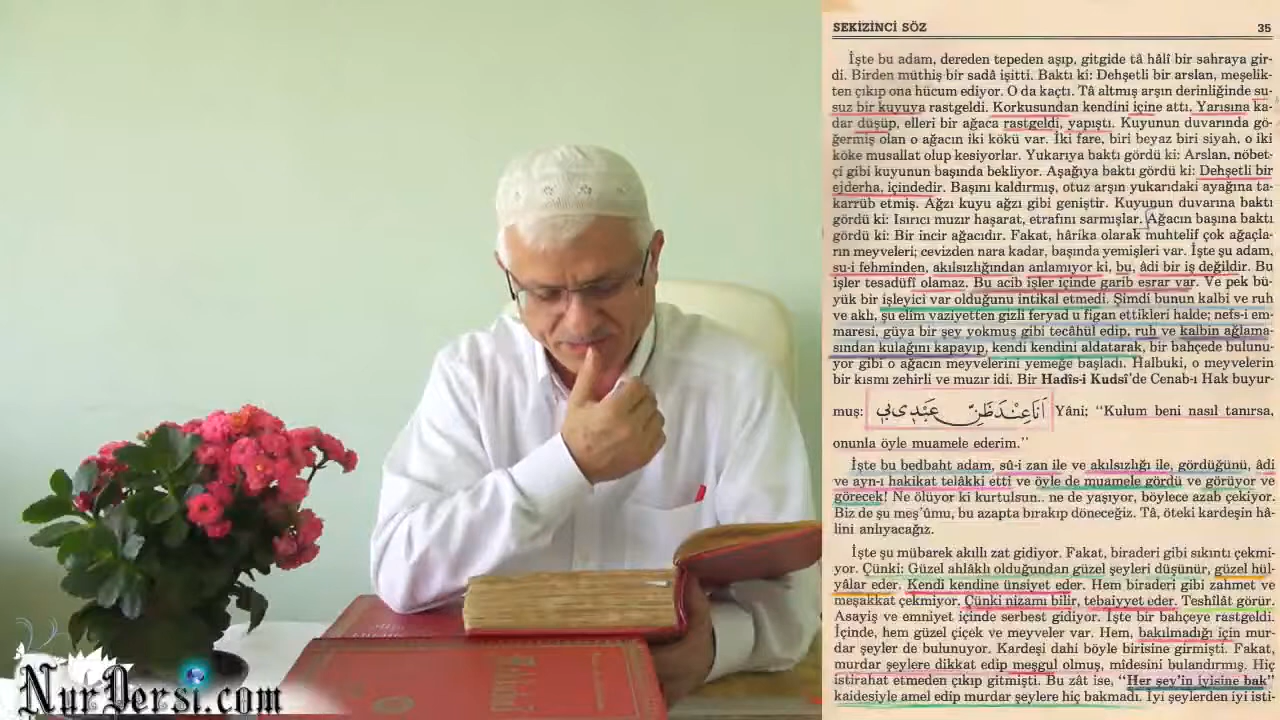 SEKİZİNCİ SÖZ 35
İşte bu adam, dereden tepeden aşıp, gitgide tâ hâlî bir sahraya gir-
di. Birden müthiş bir sadâ işitti. Baktı ki: Dehşetli bir arslan, meşelik-
ten çıkıp ona hücum ediyor. O da kaçtı. Tâ altmış arşın derinliğinde su-
suz bir kuyuya rastgeldi. Korkusundan kendini içine attı. Yarısına ka-
dar düşüp, elleri bir ağaca rastgeldi, yapıştı. Kuyunun duvarında gö-
ğermiş olan o ağacın iki kökü var. İki fare, biri beyaz biri siyah, o iki
köke musallat olup kesiyorlar. Yukarıya baktı gördü ki: Arslan, nöbet-
çi gibi kuyunun başında bekliyor. Aşağıya baktı gördü ki: Dehşetli bir
ejderha, içindedir. Başını kaldırmış, otuz arşın yukarıdaki ayağına ta-
karrüb etmiş. Ağzı kuyu ağzı gibi geniştir. Kuyunun duvarına baktı
gördü ki: Isırıcı muzır haşarat, etrafını sarmışlar. Ağacın başına baktı
gördü ki: Bir incir ağacıdır. Fakat, hârika olarak muhtelif çok ağaçla-
rın meyveleri; cevizden nara kadar, başında yemişleri var. İşte şu adam,
su-i fehminden, akılsızlığından anlamıyor ki, bu, âdi bir iş değildir. Bu
işler tesadüfî olamaz. Bu acib işler içinde garib esrar var. Ve pek bü-
yük bir işleyici var olduğunu intikal etmedi. Şimdi bunun kalbi ve ruh
ve aklı, şu elîm vaziyetten gizli feryad u figan ettikleri halde; nefs-i em-
maresi, güya bir şey yokmuş gibi tecâhül edip, ruh ve kalbin ağlama-
sından kulağını kapayıp, kendi kendini aldatarak, bir bahçede bulunu-
yor gibi o ağacın meyvelerini yemeğe başladı. Halbuki, o meyvelerin
bir kısmı zehirli ve muzır idi. Bir Hadîs-i Kudsî'de Cenab-ı Hak buyur-
muş: اَنَا عِنْدَ ظَنِّ عَبْدِى بِي Yâni; "Kulum beni nasıl tanırsa,
onunla öyle muamele ederim."
İşte bu bedbaht adam, sû-i zan ile ve akılsızlığı ile, gördüğünü, âdi
ve ayn-ı hakikat telâkki etti ve öyle de muamele gördü ve görüyor ve
görecek! Ne ölüyor ki kurtulsun.. ne de yaşıyor, böylece azab çekiyor.
Biz de şu meş'ûmu, bu azapta bırakıp döneceğiz. Tâ, öteki kardeşin hâ-
lini anlıyacağız.
İşte şu mübarek akıllı zat gidiyor. Fakat, biraderi gibi sıkıntı çekmi-
yor. Çünki: Güzel ahlâklı olduğundan güzel şeyleri düşünür, güzel hül-
yâlar eder. Kendi kendine ünsiyet eder. Hem biraderi gibi zahmet ve
meşakkat çekmiyor. Çünki nizamı bilir, tebaiyyet eder. Teshîlât görür.
Asayiş ve emniyet içinde serbest gidiyor. İşte bir bahçeye rastgeldi.
İçinde, hem güzel çiçek ve meyveler var. Hem, bakılmadığı için mur-
dar şeyler de bulunuyor. Kardeşi dahi böyle birisine girmişti. Fakat,
murdar şeylere dikkat edip meşgul olmuş, midesini bulandırmış. Hiç
istirahat etmeden çıkıp gitmişti. Bu zât ise, "Her şey'in iyisine bak"
kaidesiyle amel edip murdar şeylere hiç bakmadı. İyi şeylerden iyi isti-
NurDersi.com